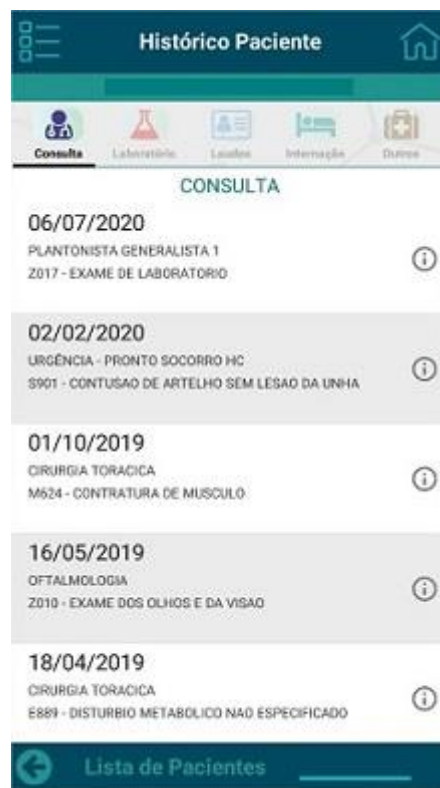 Histórico Paciente
Consulta
Laboratório
Laudos
Internação
Outros
CONSULTA
06/07/2020
PLANTONISTA GENERALISTA 1
Z017 - EXAME DE LABORATORIO
02/02/2020
URGÊNCIA - PRONTO SOCORRO HC
S901 - CONTUSAO DE ARTELHO SEM LESAO DA UNHA
01/10/2019
CIRURGIA TORACICA
M624 - CONTRATURA DE MUSCULO
16/05/2019
OFTALMOLOGIA
Z010 - EXAME DOS OLHOS E DA VISAO
18/04/2019
CIRURGIA TORACICA
E889 - DISTURBIO METABOLICO NAO ESPECIFICADO
Lista de Pacientes